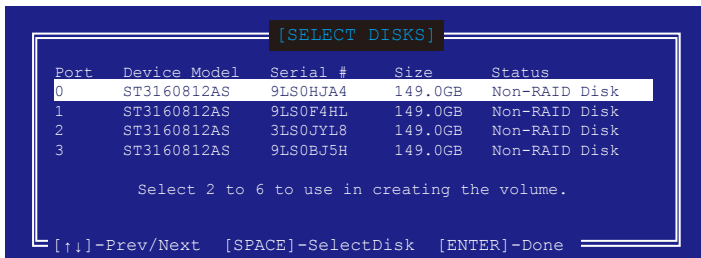 [SELECT DISKS]
Port Device Model Serial # Size Status
0 ST3160812AS 9LS0HJA4 149.0GB Non-RAID Disk
1 ST3160812AS 9LS0F4HL 149.0GB Non-RAID Disk
2 ST3160812AS 3LS0JYL8 149.0GB Non-RAID Disk
3 ST3160812AS 9LS0BJ5H 149.0GB Non-RAID Disk
Select 2 to 6 to use in creating the volume.
[↑↓]-Prev/Next [SPACE]-SelectDisk [ENTER]-Done